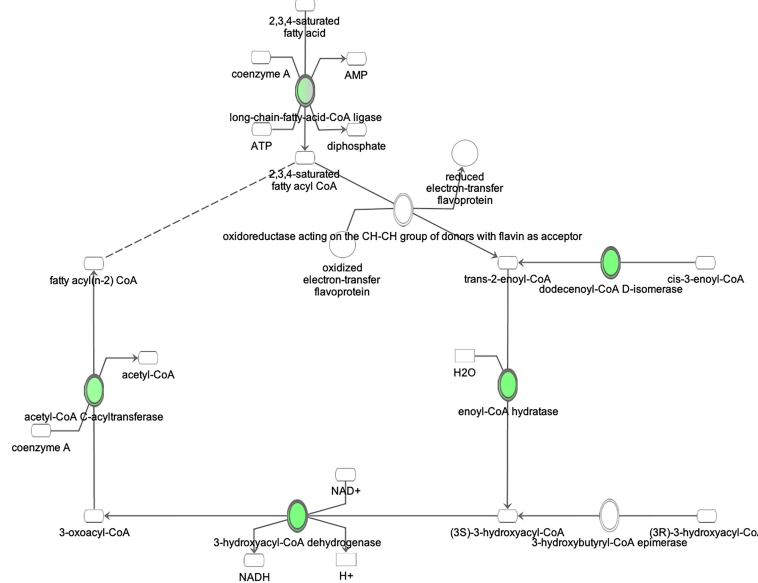 2,3,4-saturated
fatty acid
coenzyme A
AMP
long-chain-fatty-acid-CoA ligase
ATP
diphosphate
2,3,4-saturated
fatty acyl CoA
reduced
electron-transfer
flavoprotein
oxidoreductase acting on the CH-CH group of donors with flavin as acceptor
oxidized
electron-transfer
flavoprotein
fatty acyl(n-2) CoA
trans-2-enoyl-CoA
dodecenoyl-CoA D-isomerase
cis-3-enoyl-CoA
acetyl-CoA
H2O
acetyl-CoA C-acyltransferase
enoyl-CoA hydratase
coenzyme A
NAD+
3-oxoacyl-CoA
3-hydroxyacyl-CoA dehydrogenase
(3S)-3-hydroxyacyl-CoA
3-hydroxybutyryl-CoA epimerase
(3R)-3-hydroxyacyl-Co
NADH
H+